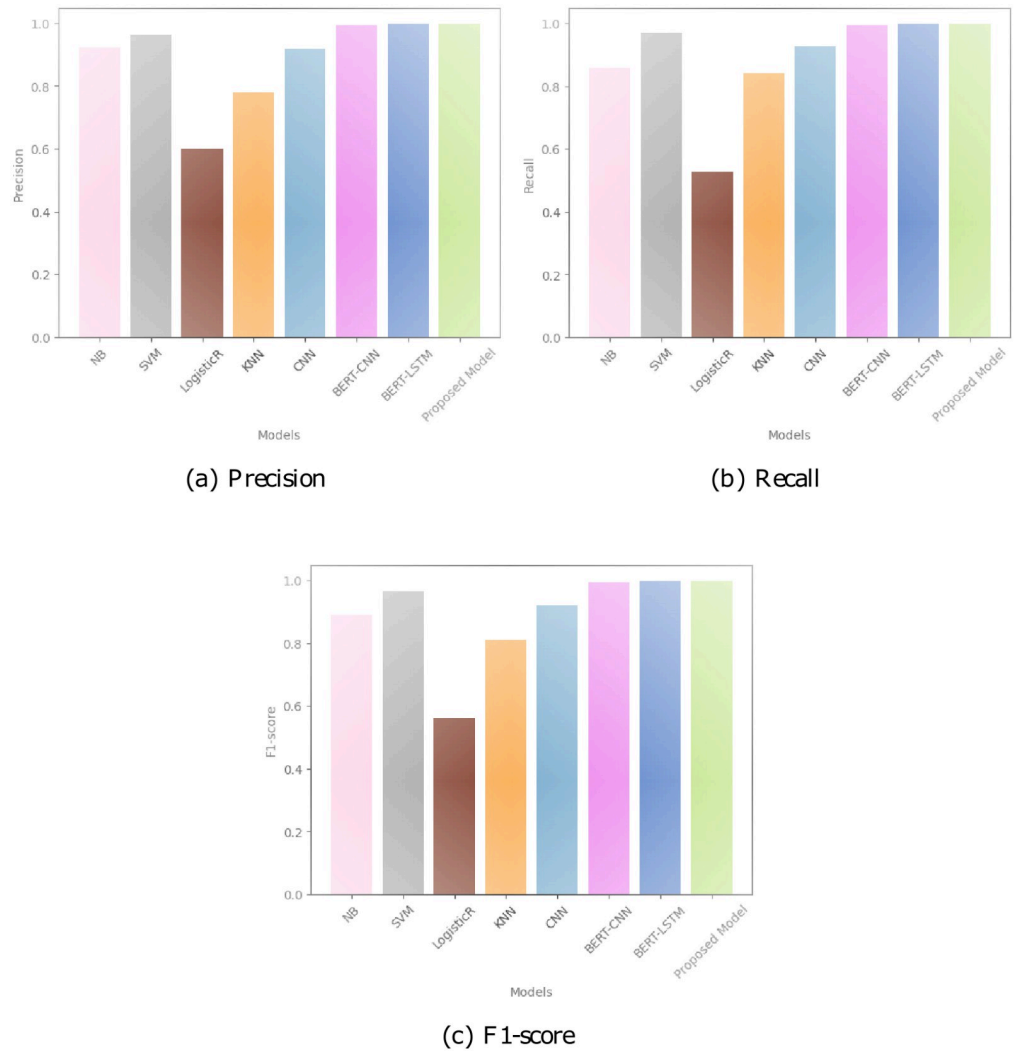 1.0
0.8
0.6
0.4
0.2
0.0
Precision
NB
SVM
LogisticR
KNN
CNN
BERT-CNN
BERT-LSTM
Proposed Model
Models
(a) Precision
1.0
0.8
0.6
0.4
0.2
0.0
Recall
NB
SVM
LogisticR
KNN
CNN
BERT-CNN
BERT-LSTM
Proposed Model
Models
(b) Recall
1.0
0.8
0.6
0.4
0.2
0.0
F1-score
NB
SVM
LogisticR
KNN
CNN
BERT-CNN
BERT-LSTM
Proposed Model
Models
(c) F1-score